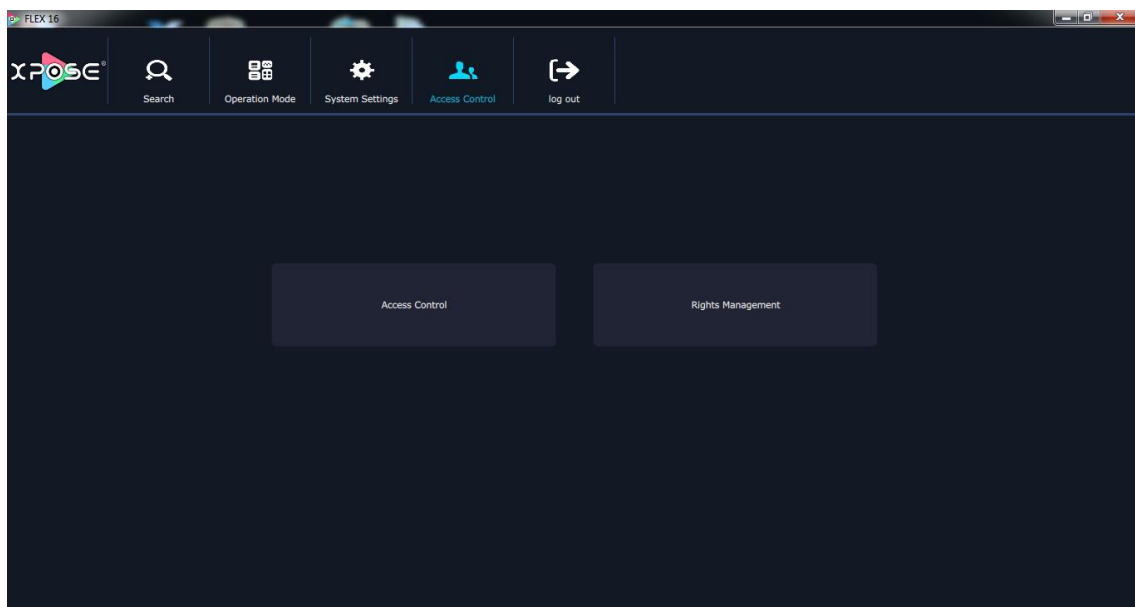 FLEX 16
XPOSE®
Search
Operation Mode
System Settings
Access Control
log out
Access Control
Rights Management